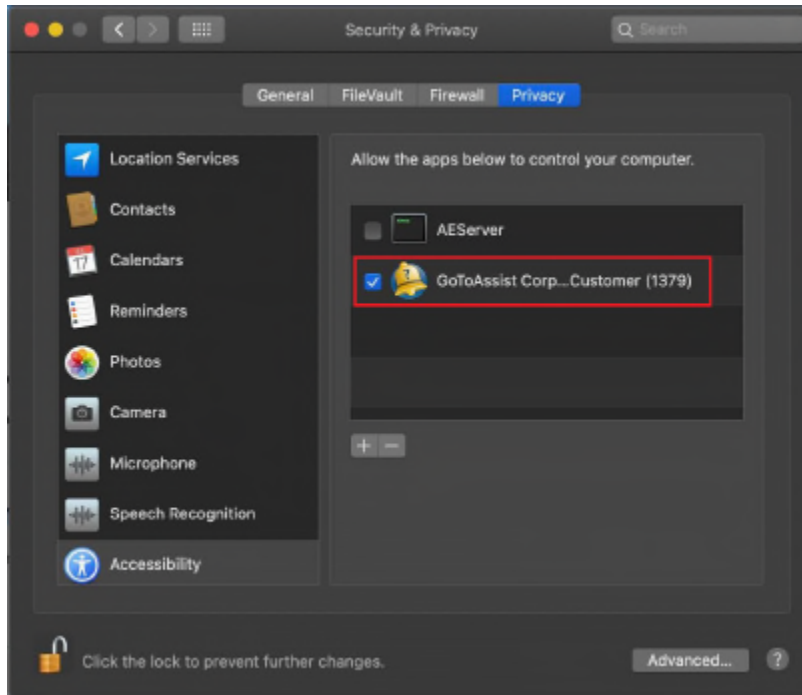 Security & Privacy
Search
General FileVault Firewall Privacy
Location Services
Contacts
17
Calendars
Reminders
Photos
Camera
Microphone
Speech Recognition
Accessibility
Allow the apps below to control your computer.
AEServer
GoToAssist Corp...Customer (1379)
+ −
Click the lock to prevent further changes.
Advanced... ?